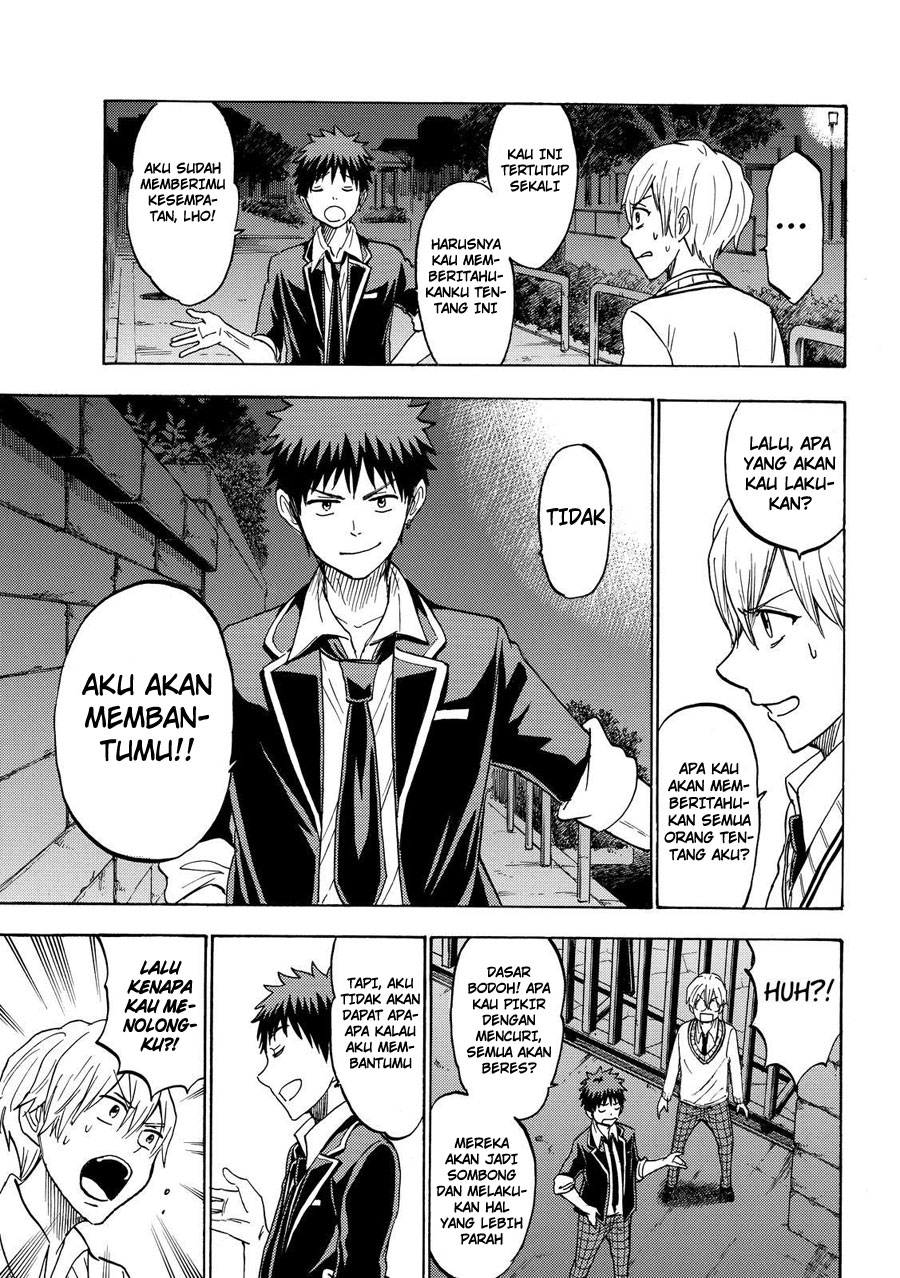 ...
KAU INI
TERTUTUP
SEKALI
HARUSNYA
KAU MEM-
BERITAHU-
KANKU TEN-
TANG INI
AKU SUDAH
MEMBERIMU
KESEMPA-
TAN, LHO!
LALU, APA
YANG AKAN
KAU LAKU-
KAN?
APA KAU
AKAN MEM-
BERITAHU-
KAN SEMUA
ORANG TEN-
TANG AKU?
TIDAK
AKU AKAN
MEMBAN-
TUMU!!
HUH?!
DASAR
BODOH! APA
KAU PIKIR
DENGAN
MENCURI,
SEMUA AKAN
BERES?
MEREKA
AKAN JADI
SOMBONG
DAN MELAKU-
KAN HAL
YANG LEBIH
PARAH
TAPI, AKU
TIDAK AKAN
DAPAT APA-
APA KALAU
AKU MEM-
BANTUMU
LALU
KENAPA
KAU ME-
NOLONG-
KU?!